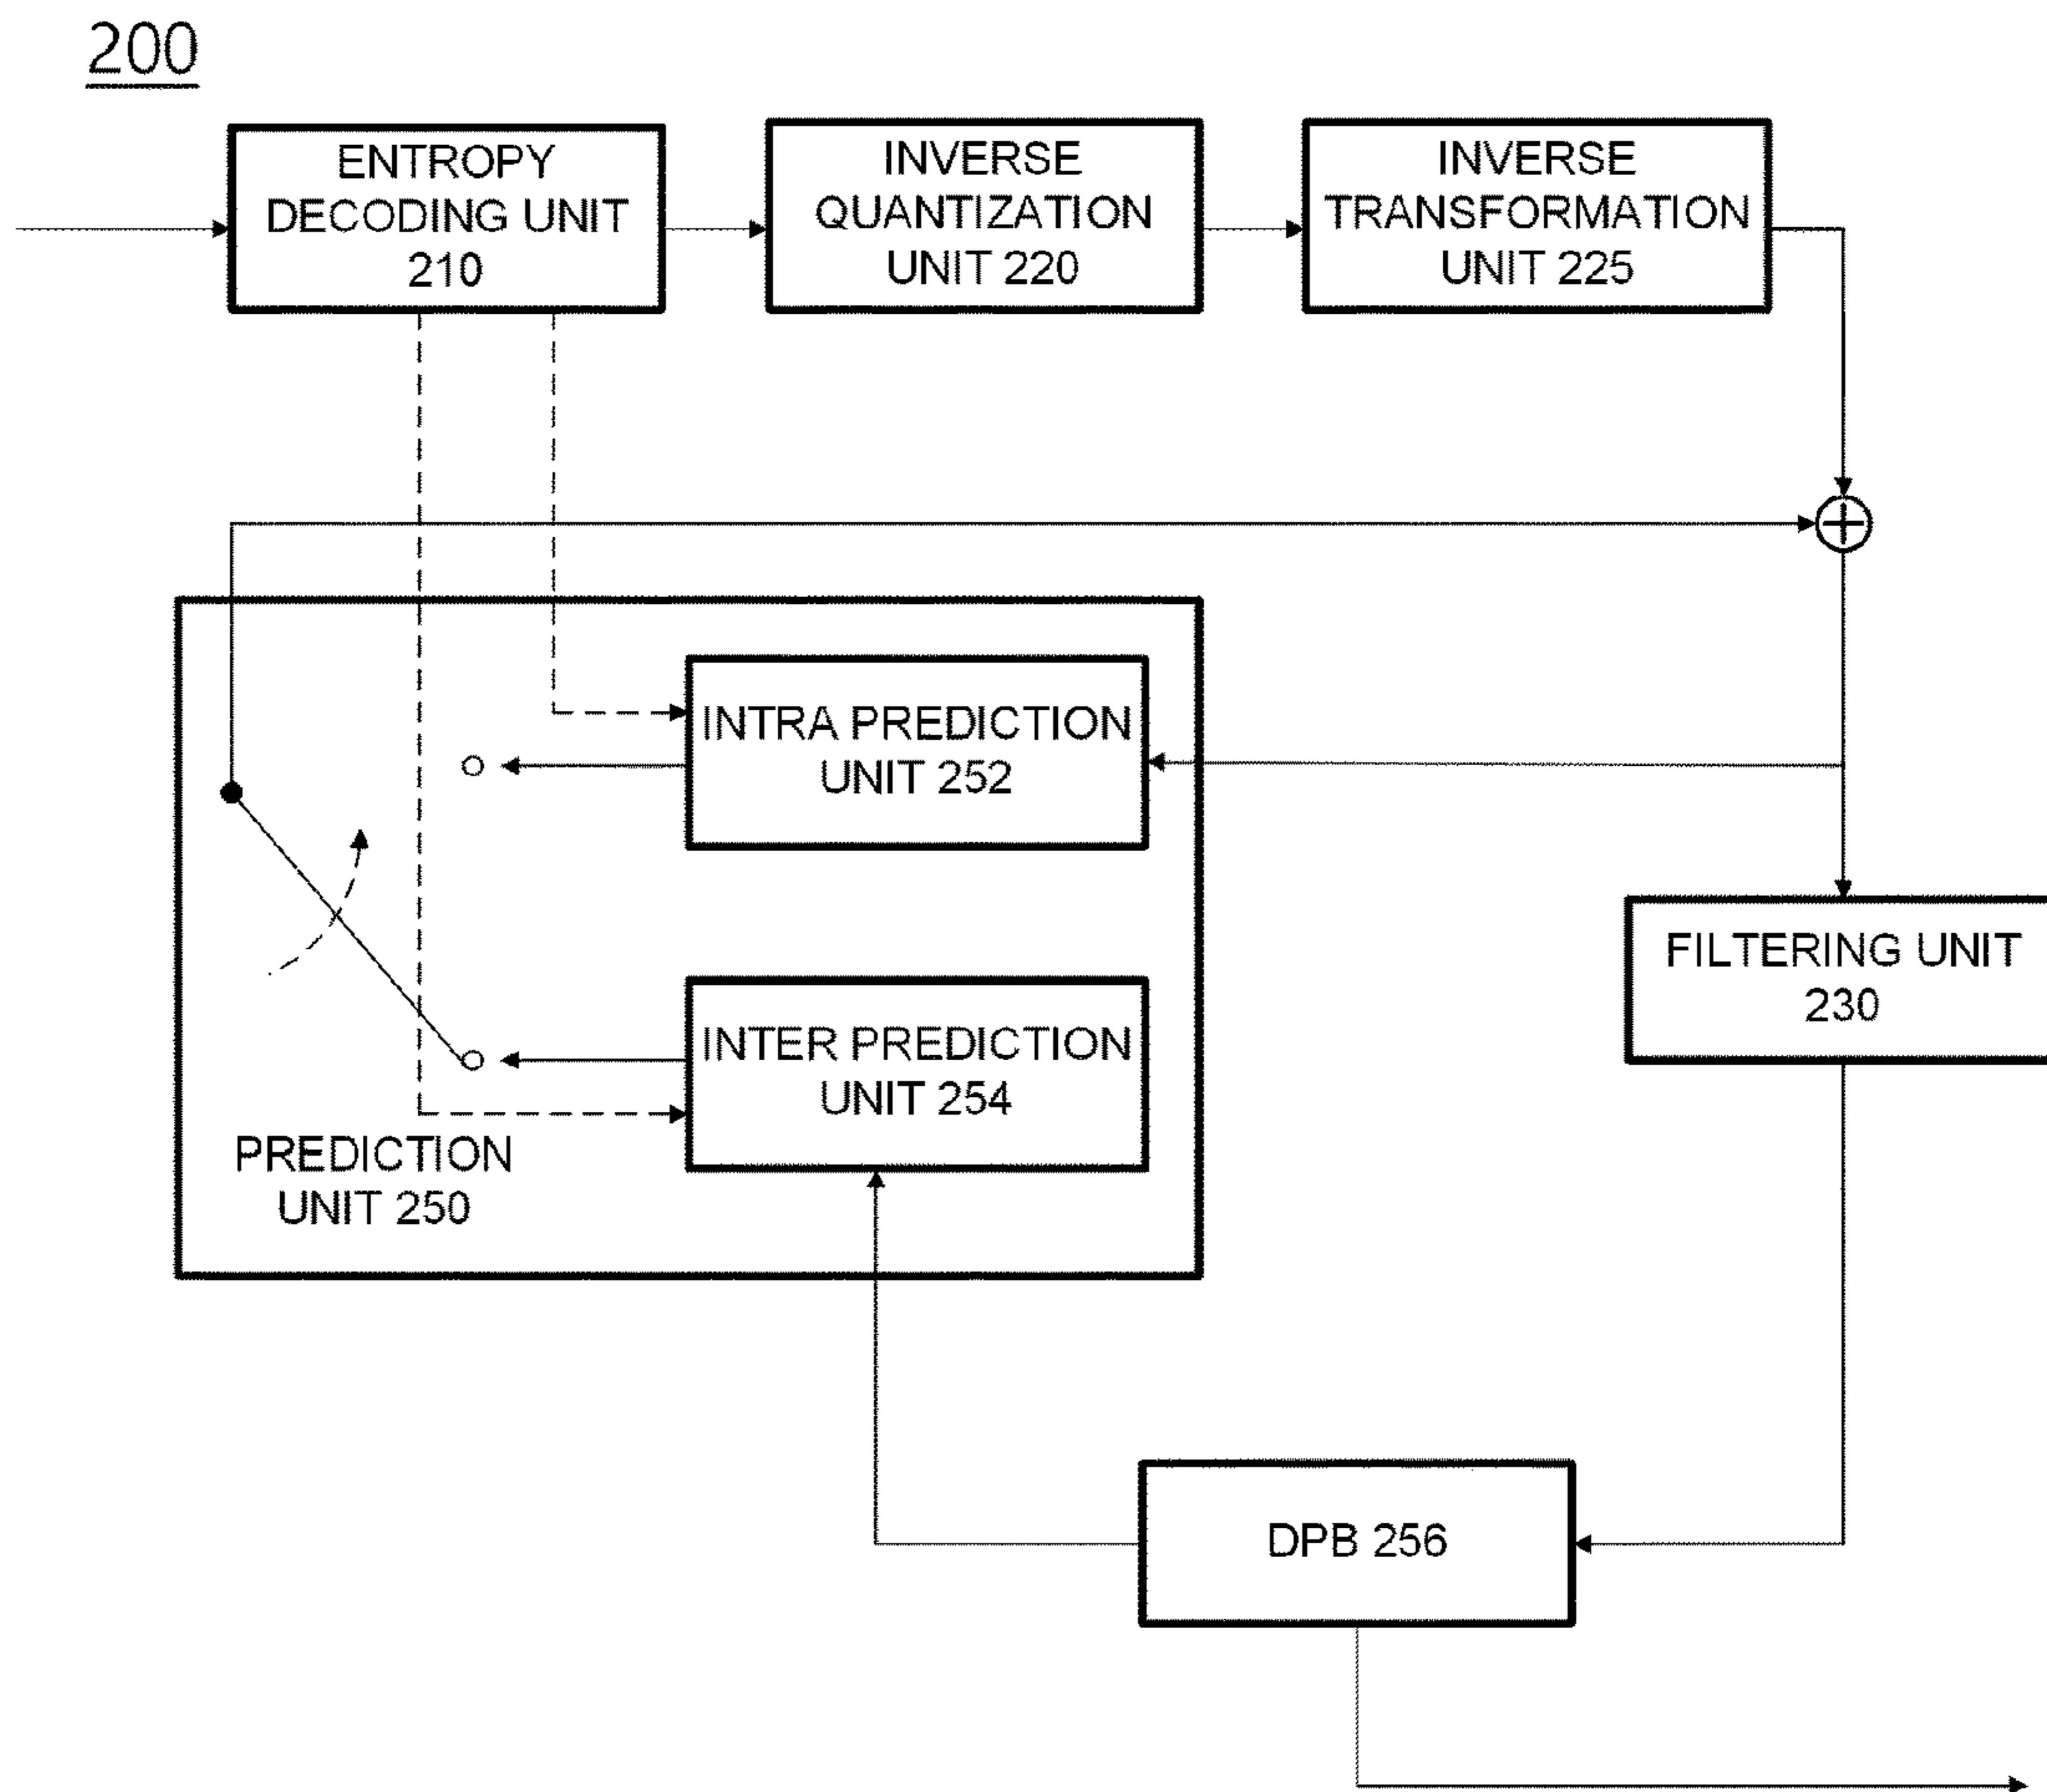 200
ENTROPY
DECODING UNIT
210
INVERSE
QUANTIZATION
UNIT 220
INVERSE
TRANSFORMATION
UNIT 225
INTRA PREDICTION
UNIT 252
FILTERING UNIT
230
INTER PREDICTION
UNIT 254
PREDICTION
UNIT 250
DPB 256